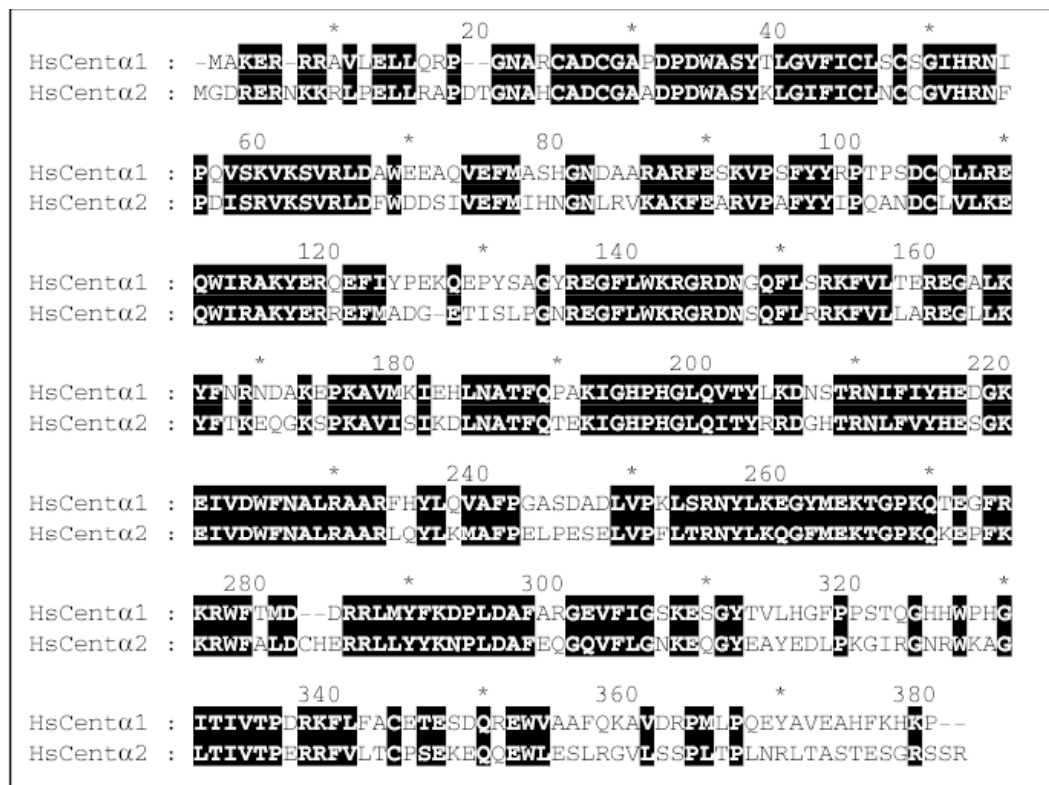 * 20 * 40 *
HsCentα1 : -MAKER-RRAVLELLQRP--GNARCADCGAPDPDWASYTLGVFICLSCSGIHRNI
HsCentα2 : MGDRERNKKRLPELLRAPDTGNAHCADCGAADPDWASYKLGIFICLNCCGVHRNF
60 * 80 * 100 *
HsCentα1 : PQVSKVKSVRLDAWEEAQVEFMASHGNDAARARFESKVPSFYYRPTPSDCQLLRE
HsCentα2 : PDISRVKSVRLDFWDDSIVEFMIHNGNLRVKAKFEARVPAFYYIPQANDCLVLKE
120 * 140 * 160
HsCentα1 : QWIRAKYERQEFIYPEKQEPYSAGYREGFLWKRGRDNGQFLSRKFVLTEREGALK
HsCentα2 : QWIRAKYERREFMADG-ETISLPGNREGFLWKRGRDNSQFLRRKFVLLAREGLLK
* 180 * 200 * 220
HsCentα1 : YFNRNDAKEPKAVMKIEHLNATFQPAKIGHPHGLQVTYLKDNSTRNIFIYHEDGK
HsCentα2 : YFTKEQGKSPKAVISIKDLNATFQTEKIGHPHGLQITYRRDGHTRNLFVYHESGK
* 240 * 260 *
HsCentα1 : EIVDWFNALRAARFHYLQVAFPGASDADLVPKLSRNYLKEGYMEKTGPKQTEGFR
HsCentα2 : EIVDWFNALRAARLQYLKMAFPELPESELVPFLTRNYLKQGFMEKTGPKQKEPFK
280 * 300 * 320 *
HsCentα1 : KRWFTMD--DRRLMYFKDPLDAFARGEVFIGSKESGYTVLHGFPPSTQGHHWPHG
HsCentα2 : KRWFALDCHERRLLYYKNPLDAFEQGQVFLGNKEQGYEAYEDLPKGIRGNRWKAG
340 * 360 * 380
HsCentα1 : ITIVTPDRKFLFACETESDQREWVAAFQKAVDRPMLPQEYAVEAHFKHKP--
HsCentα2 : LTIVTPERRFVLTCPSEKEQQEWLESLRGVLSSPLTPLNRLTASTESGRSSR